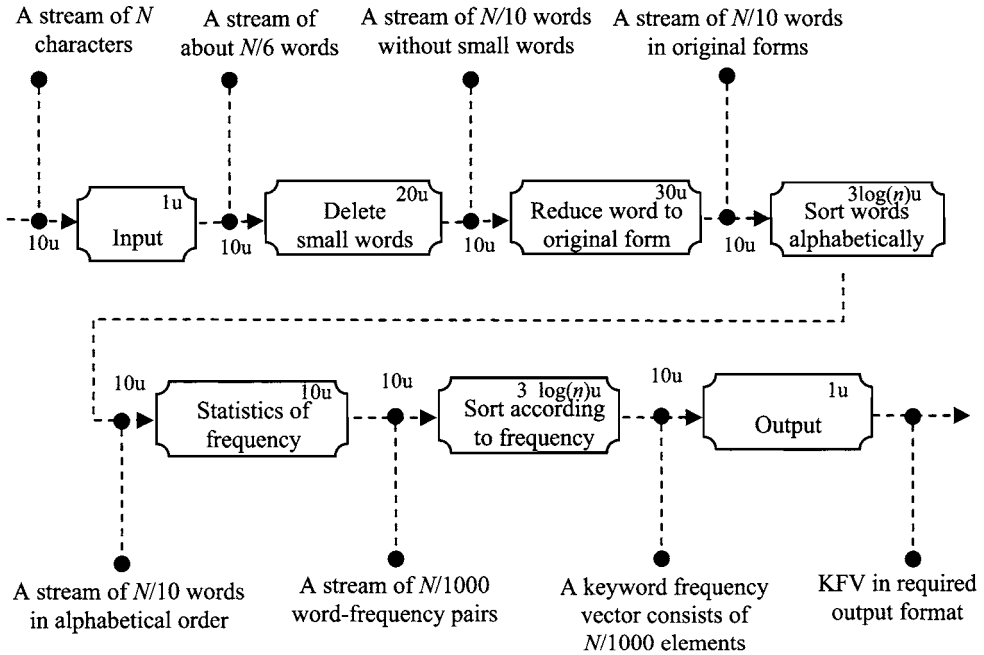 A stream of N
characters
A stream of
about N/6 words
A stream of N/10 words
without small words
A stream of N/10 words
in original forms
1u
Input
20u
Delete
small words
30u
Reduce word to
original form
3log(n)u
Sort words
alphabetically
10u
10u
10u
10u
10u
10u
Statistics of
frequency
10u
3 log(n)u
Sort according
to frequency
10u
1u
Output
A stream of N/10 words
in alphabetical order
A stream of N/1000
word-frequency pairs
A keyword frequency
vector consists of
N/1000 elements
KFV in required
output format